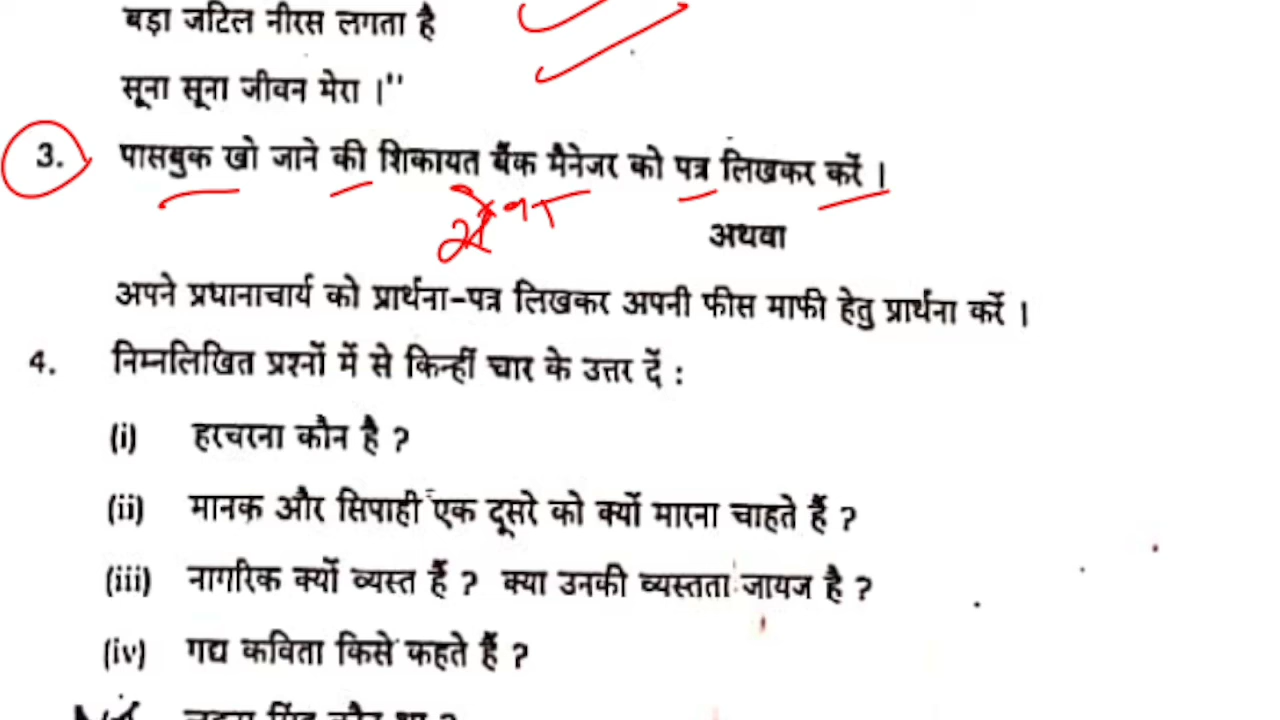 बड़ा जटिल नीरस लगता है
सूना सूना जीवन मेरा ।"
3. पासबुक खो जाने की शिकायत बैंक मैनेजर को पत्र लिखकर करें ।
अथवा
अपने प्रधानाचार्य को प्रार्थना-पत्र लिखकर अपनी फीस माफी हेतु प्रार्थना करें ।
4. निम्नलिखित प्रश्नों में से किन्हीं चार के उत्तर दें :
(i) हरचरना कौन है ?
(ii) मानक और सिपाही एक दूसरे को क्यों मारना चाहते हैं ?
(iii) नागरिक क्यों व्यस्त हैं ? क्या उनकी व्यस्तता जायज है ?
(iv) गद्य कविता किसे कहते हैं ?